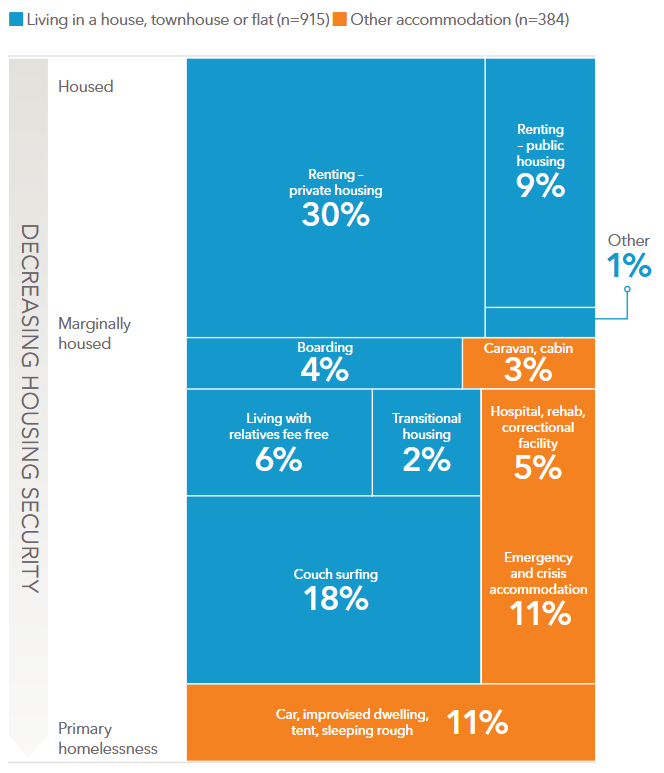 Living in a house, townhouse or flat (n=915) Other accommodation (n=384)
Housed
Renting –
private housing
30%
Renting
– public
housing
9%
Other
1%
DECREASING HOUSING SECURITY
Marginally
housed
Boarding
4%
Caravan, cabin
3%
Living with
relatives fee free
6%
Transitional
housing
2%
Hospital, rehab,
correctional
facility
5%
Couch surfing
18%
Emergency
and crisis
accommodation
11%
Primary
homelessness
Car, improvised dwelling,
tent, sleeping rough
11%